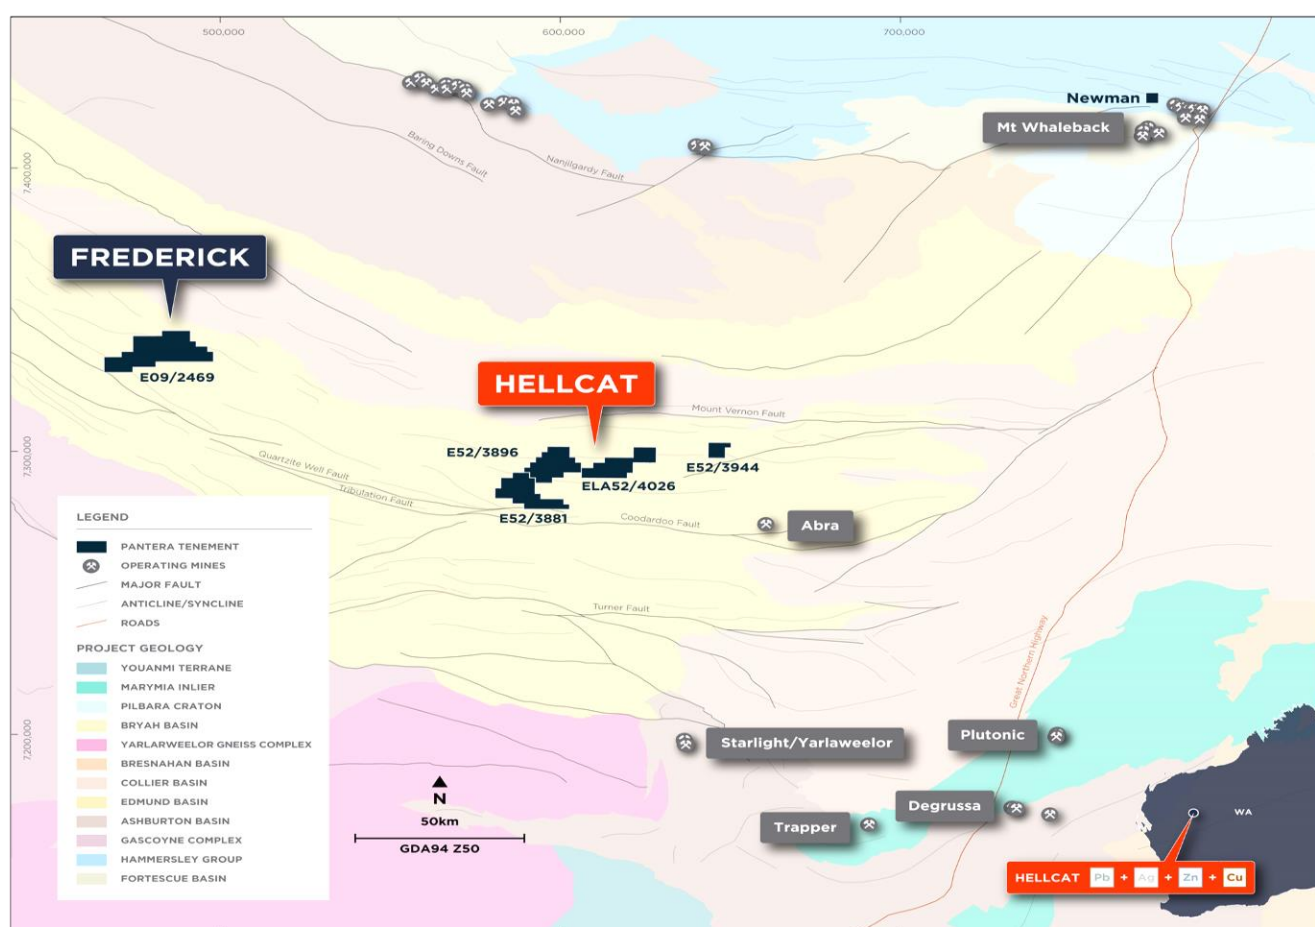 500,000
600,000
700,000
7,400,000
7,300,000
7,200,000
Newman
Mt Whaleback
Baring Downs Fault
Nanjilgardy Fault
FREDERICK
E09/2469
HELLCAT
Mount Vernon Fault
E52/3896
E52/3944
ELA52/4026
E52/3881
Quartzite Well Fault
Tribulation Fault
Coodardoo Fault
Abra
Turner Fault
Great Northern Highway
LEGEND
PANTERA TENEMENT
OPERATING MINES
MAJOR FAULT
ANTICLINE/SYNCLINE
ROADS
PROJECT GEOLOGY
YOUANMI TERRANE
MARYMIA INLIER
PILBARA CRATON
BRYAH BASIN
YARLARWEELOR GNEISS COMPLEX
BRESNAHAN BASIN
COLLIER BASIN
EDMUND BASIN
ASHBURTON BASIN
GASCOYNE COMPLEX
HAMMERSLEY GROUP
FORTESCUE BASIN
N
50km
GDA94 Z50
Starlight/Yarlaweelor
Plutonic
Degrussa
Trapper
WA
HELLCAT Pb + Ag + Zn + Cu